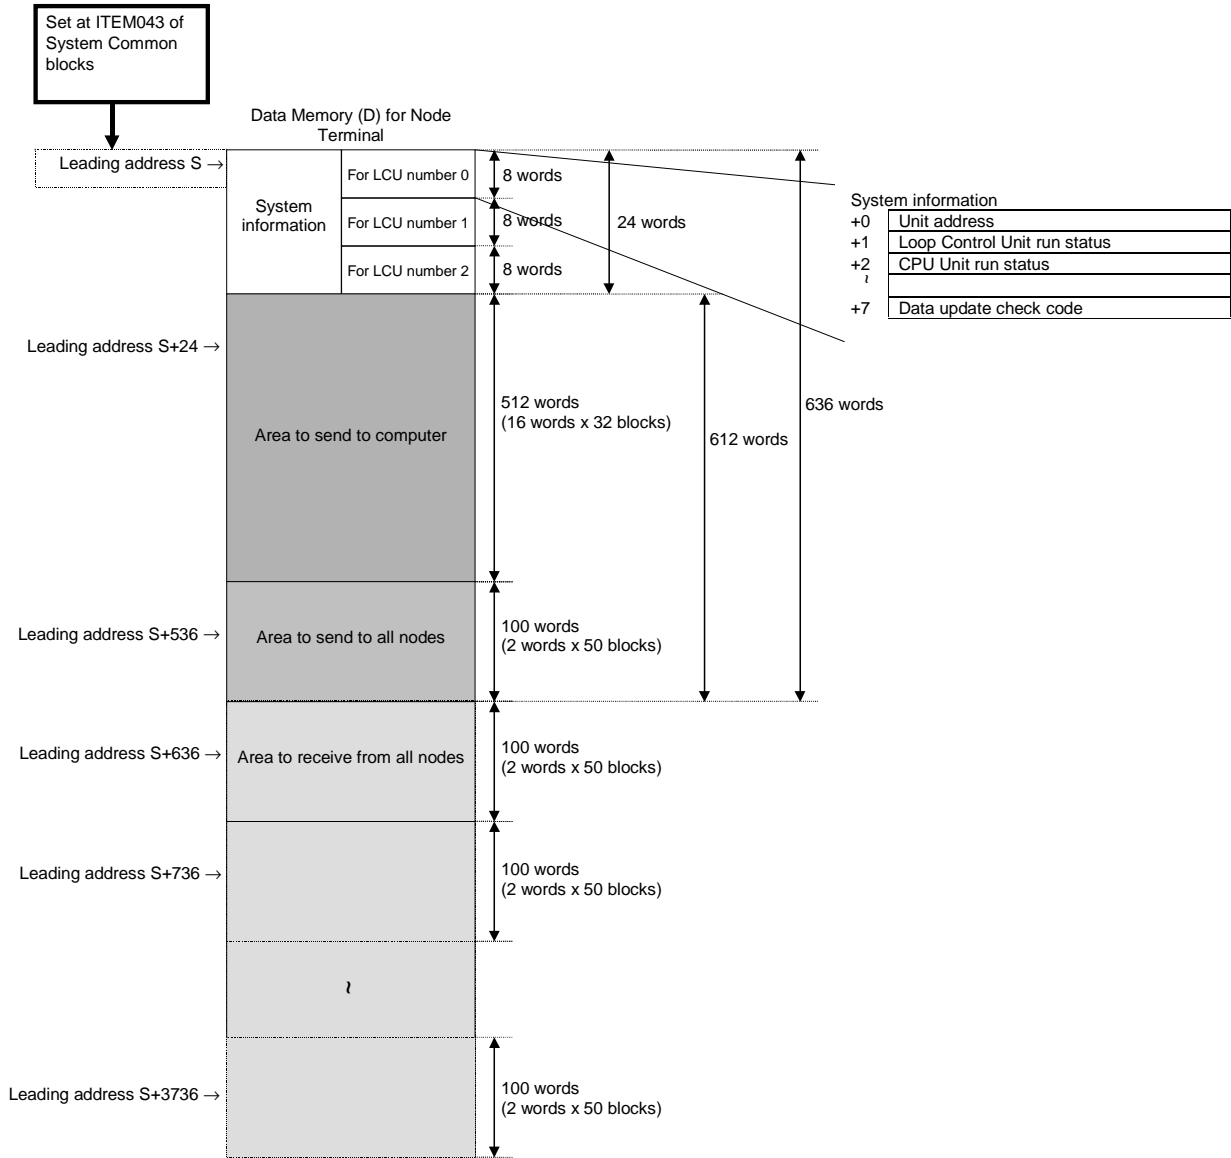 Set at ITEM043 of
System Common
blocks
Data Memory (D) for Node
Terminal
Leading address S →
System
information
For LCU number 0
8 words
For LCU number 1
8 words
For LCU number 2
8 words
24 words
636 words
System information
+0 Unit address
+1 Loop Control Unit run status
+2 CPU Unit run status
~
+7 Data update check code
Leading address S+24 →
Area to send to computer
512 words
(16 words x 32 blocks)
612 words
Leading address S+536 →
Area to send to all nodes
100 words
(2 words x 50 blocks)
Leading address S+636 →
Area to receive from all nodes
100 words
(2 words x 50 blocks)
Leading address S+736 →
100 words
(2 words x 50 blocks)
~
Leading address S+3736 →
100 words
(2 words x 50 blocks)